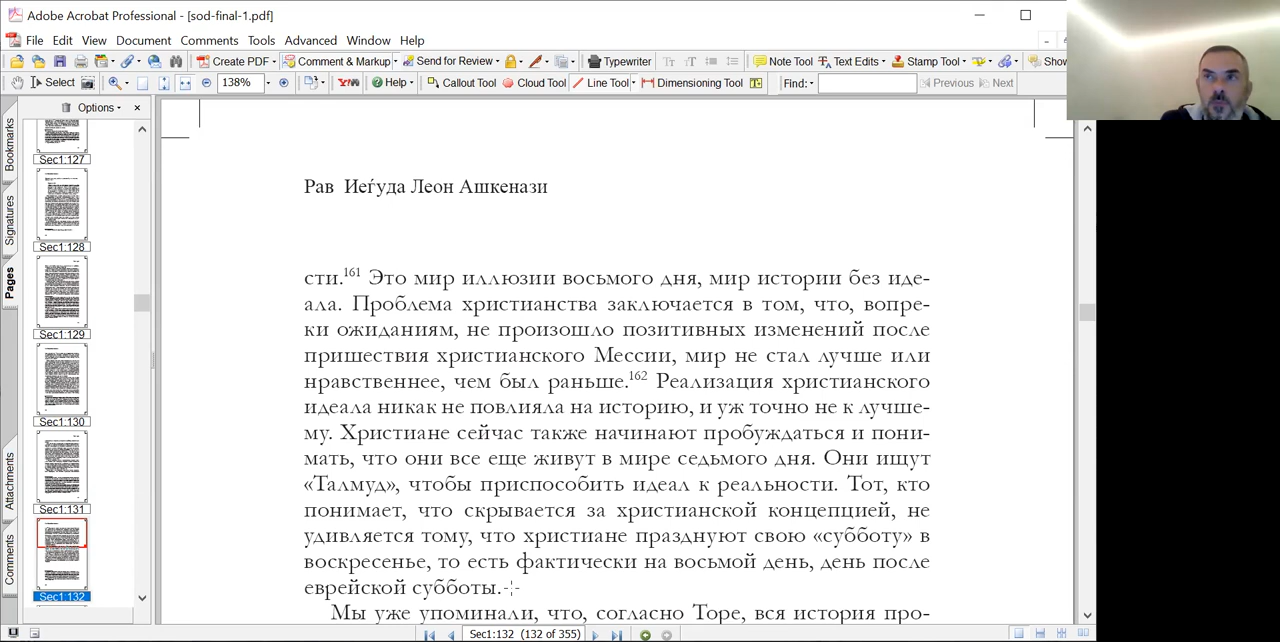 Adobe Acrobat Professional - [sod-final-1.pdf]
File Edit View Document Comments Tools Advanced Window Help
Create PDF Comment & Markup Send for Review Typewriter Note Tool Text Edits Stamp Tool Show
Select 138% Help Callout Tool Cloud Tool Line Tool Dimensioning Tool Find: Previous Next
Options
Bookmarks
Signatures
Pages
Attachments
Comments
Sec1:127
Sec1:128
Sec1:129
Sec1:130
Sec1:131
Sec1:132
Рав Иеѓуда Леон Ашкенази
сти.161 Это мир иллюзии восьмого дня, мир истории без иде-
ала. Проблема христианства заключается в том, что, вопре-
ки ожиданиям, не произошло позитивных изменений после
пришествия христианского Мессии, мир не стал лучше или
нравственнее, чем был раньше.162 Реализация христианского
идеала никак не повлияла на историю, и уж точно не к лучше-
му. Христиане сейчас также начинают пробуждаться и пони-
мать, что они все еще живут в мире седьмого дня. Они ищут
«Талмуд», чтобы приспособить идеал к реальности. Тот, кто
понимает, что скрывается за христианской концепцией, не
удивляется тому, что христиане празднуют свою «субботу» в
воскресенье, то есть фактически на восьмой день, день после
еврейской субботы.
Мы уже упоминали, что, согласно Торе, вся история про-
Sec1:132 (132 of 355)